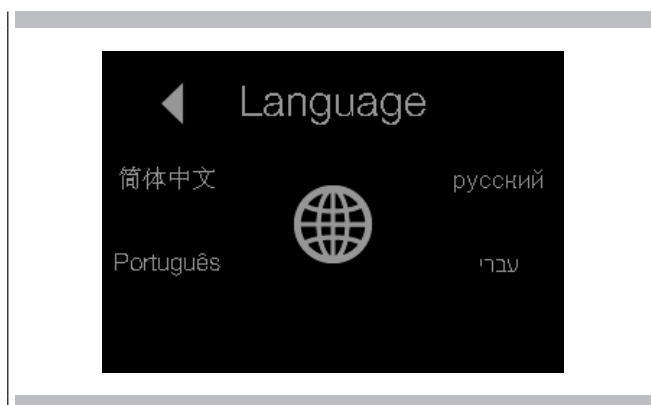 Language
简体中文
русский
Português
עברי